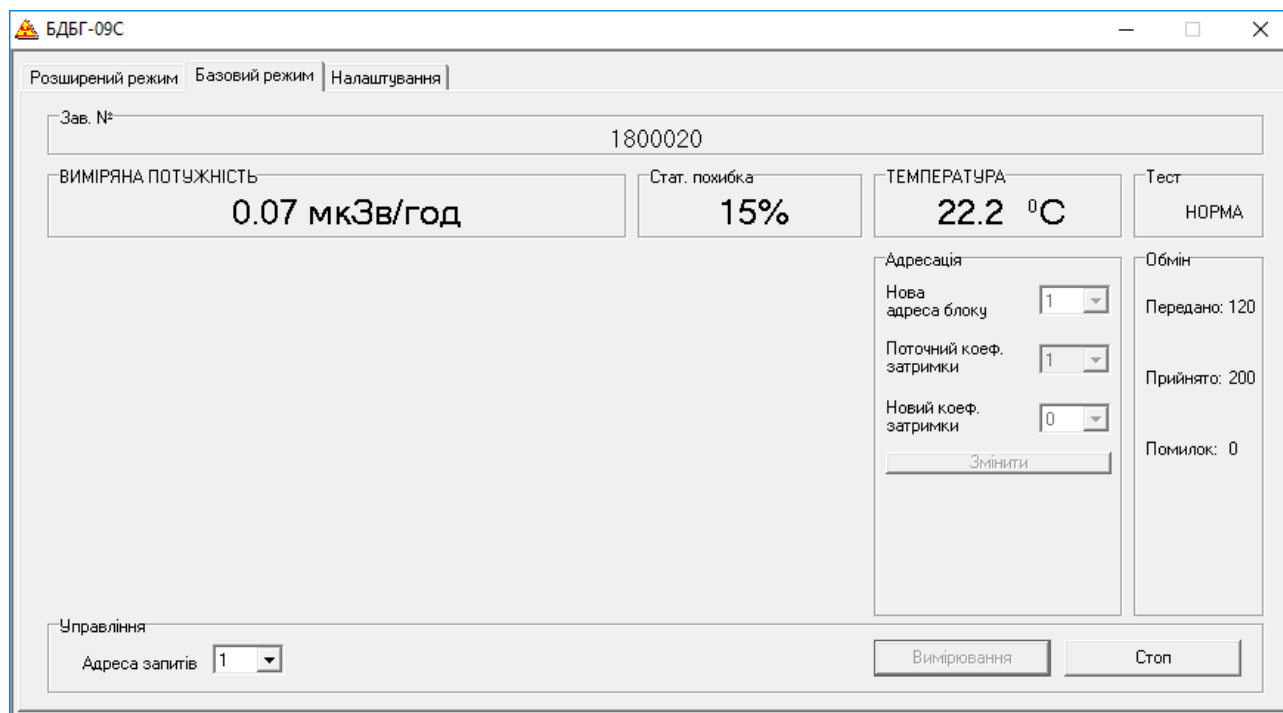 БДБГ-09С
Розширений режим Базовий режим Налаштування
Зав. №
1800020
ВИМІРЯНА ПОТУЖНІСТЬ
0.07 мкЗв/год
Стат. похибка
15%
ТЕМПЕРАТУРА
22.2 ⁰C
Тест
НОРМА
Адресація
Нова
адреса блоку 1
Поточний коеф.
затримки 1
Новий коеф.
затримки 0
Змінити
Обмін
Передано: 120
Прийнято: 200
Помилок: 0
Управління
Адреса запитів 1
Вимірювання Стоп